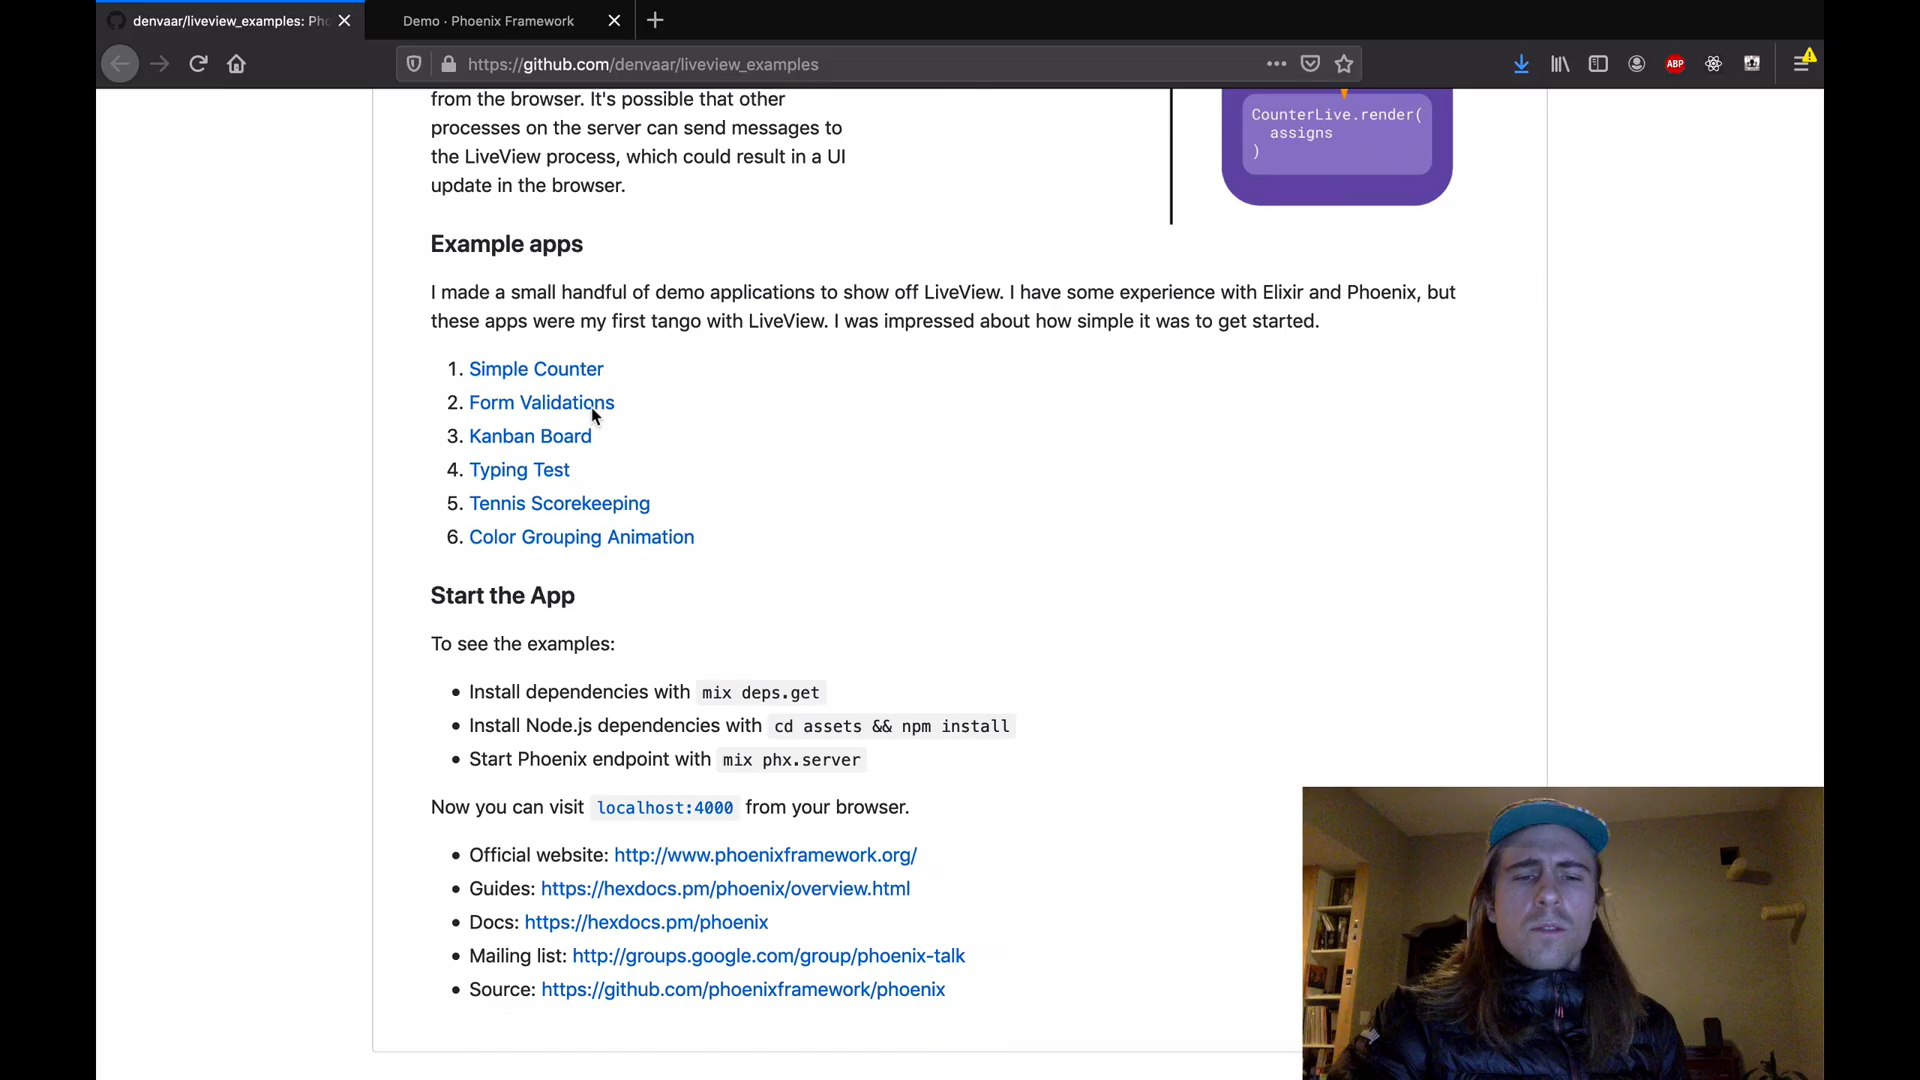 denvaar/liveview_examples: Pho
Demo · Phoenix Framework
https://github.com/denvaar/liveview_examples
ABP
from the browser. It's possible that other
processes on the server can send messages to
the LiveView process, which could result in a UI
update in the browser.
CounterLive.render(
assigns
)
Example apps
I made a small handful of demo applications to show off LiveView. I have some experience with Elixir and Phoenix, but
these apps were my first tango with LiveView. I was impressed about how simple it was to get started.
1. Simple Counter
2. Form Validations
3. Kanban Board
4. Typing Test
5. Tennis Scorekeeping
6. Color Grouping Animation
Start the App
To see the examples:
• Install dependencies with mix deps.get
• Install Node.js dependencies with cd assets && npm install
• Start Phoenix endpoint with mix phx.server
Now you can visit localhost:4000 from your browser.
• Official website: http://www.phoenixframework.org/
• Guides: https://hexdocs.pm/phoenix/overview.html
• Docs: https://hexdocs.pm/phoenix
• Mailing list: http://groups.google.com/group/phoenix-talk
• Source: https://github.com/phoenixframework/phoenix